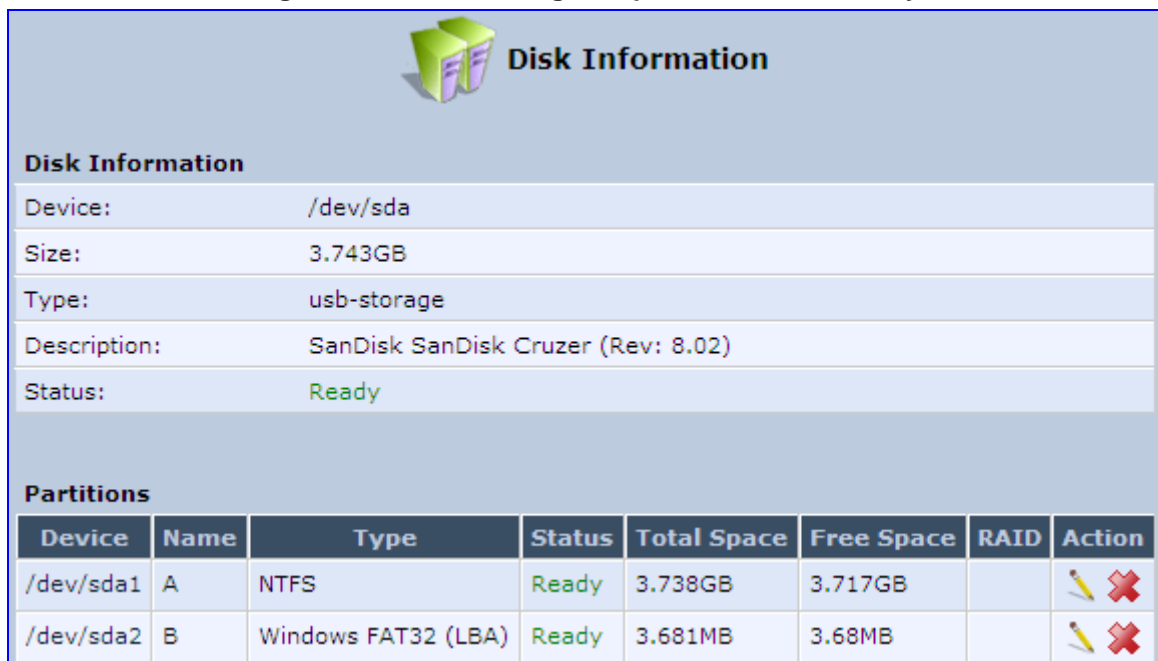 Disk Information
Disk Information
Device: /dev/sda
Size: 3.743GB
Type: usb-storage
Description: SanDisk SanDisk Cruzer (Rev: 8.02)
Status: Ready
Partitions
Device Name Type Status Total Space Free Space RAID Action
/dev/sda1 A NTFS Ready 3.738GB 3.717GB
/dev/sda2 B Windows FAT32 (LBA) Ready 3.681MB 3.68MB